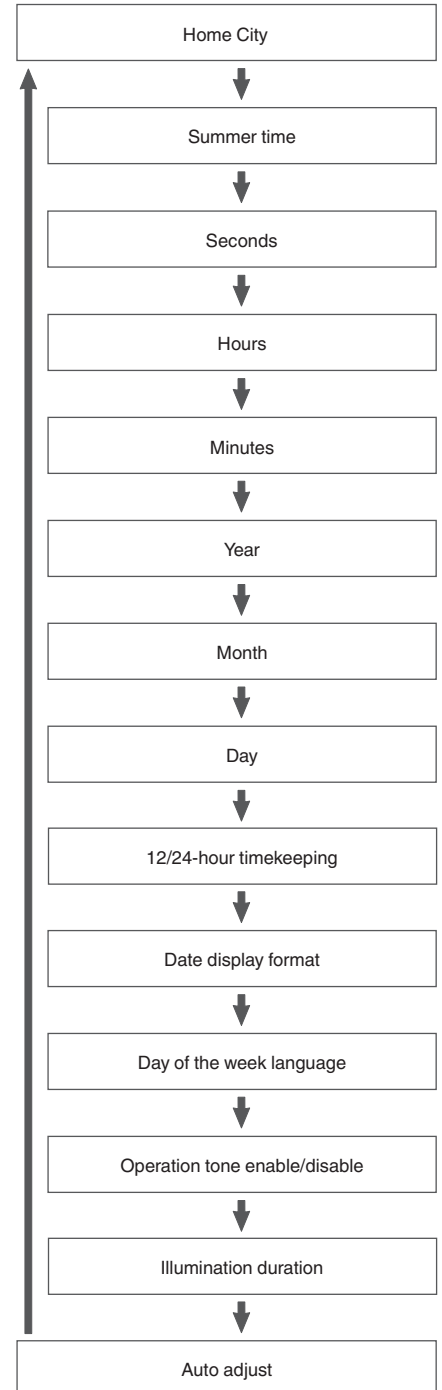 Home City
Summer time
Seconds
Hours
Minutes
Year
Month
Day
12/24-hour timekeeping
Date display format
Day of the week language
Operation tone enable/disable
Illumination duration
Auto adjust